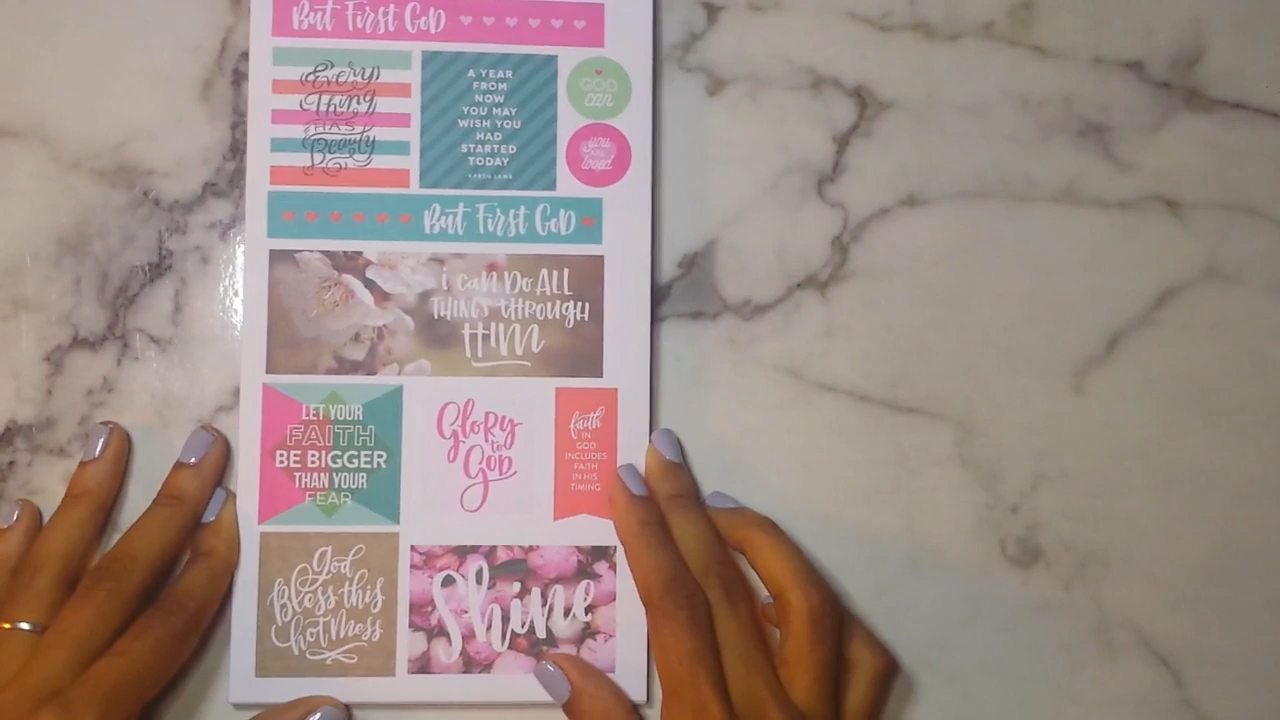 But First God
Every
Thing
HAS
Beauty
A YEAR
FROM
NOW
YOU MAY
WISH YOU
HAD
STARTED
TODAY
KAREN LAMB
GOD
can
you
are
loved
But First God
i can Do ALL
THINGS THROUGH
HIM
LET YOUR
FAITH
BE BIGGER
THAN YOUR
FEAR
Glory
to
God
faith
IN
GOD
INCLUDES
FAITH
IN HIS
TIMING
God
Bless this
hot mess
Shine